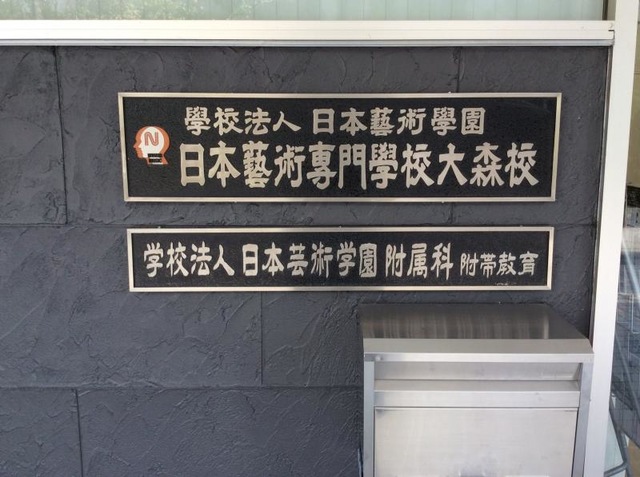 學校法人 日本藝術學園
日本藝術専門學校大森校
学校法人 日本芸術学園 附属科 附帯教育